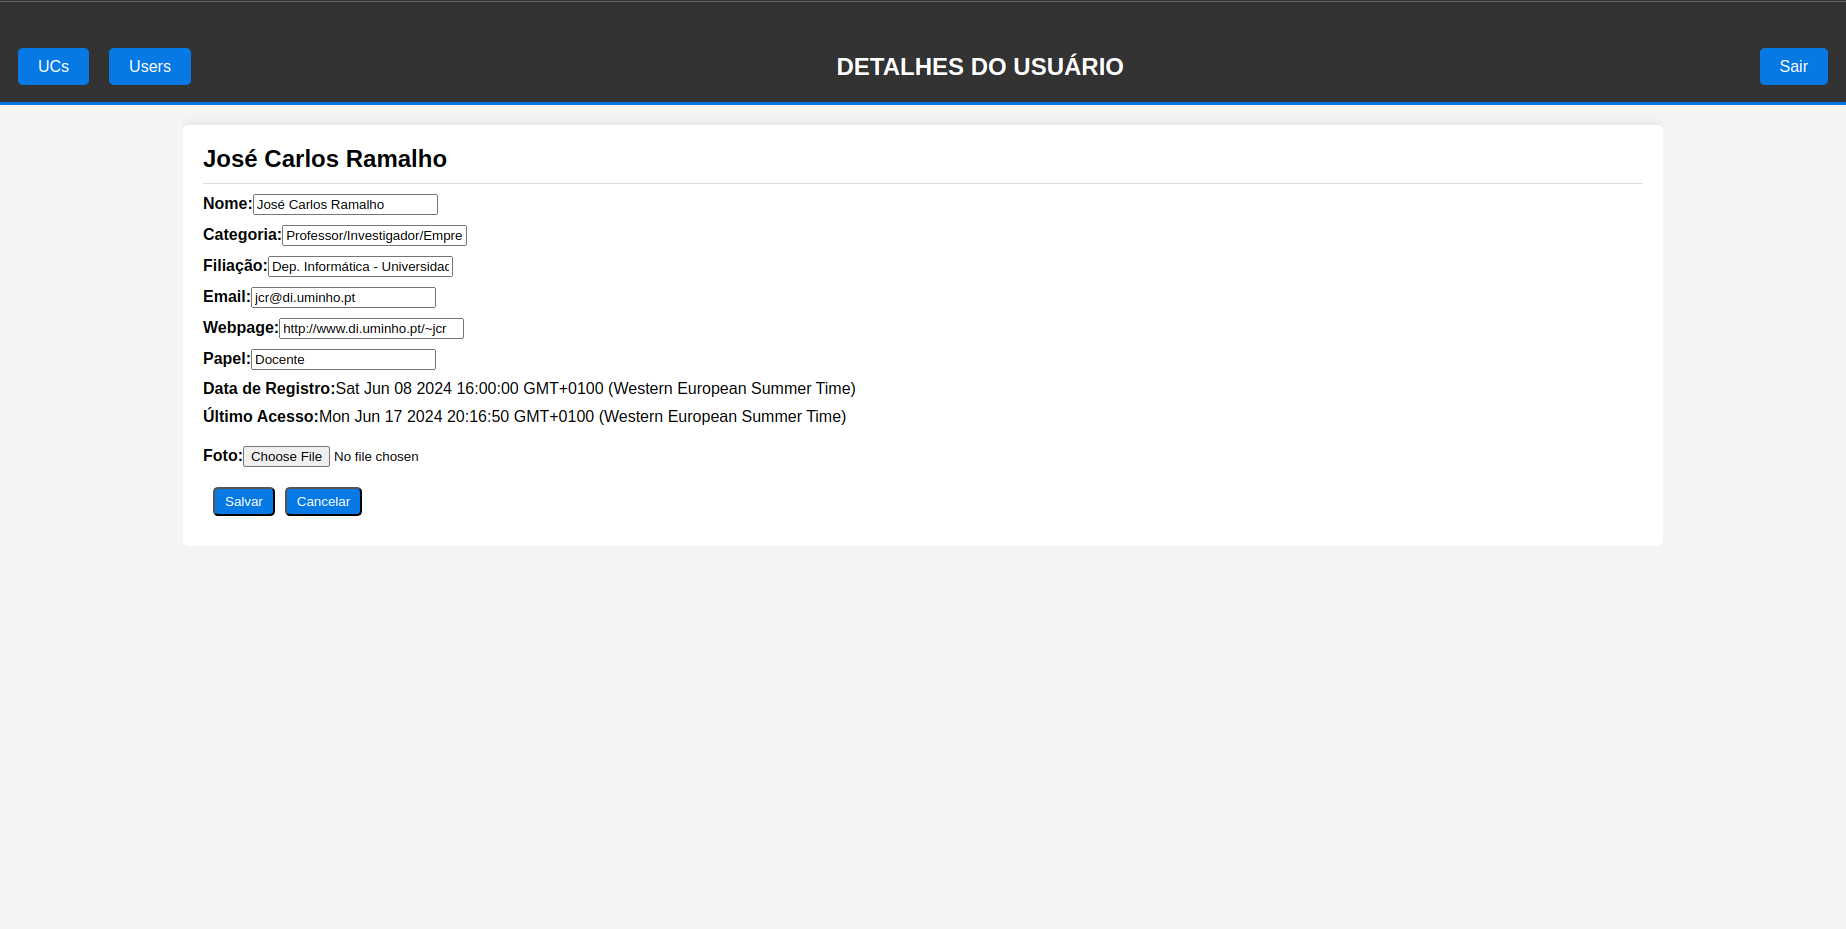 UCs Users DETALHES DO USUÁRIO Sair
José Carlos Ramalho
Nome: José Carlos Ramalho
Categoria: Professor/Investigador/Empre
Filiação: Dep. Informática - Universidac
Email: jcr@di.uminho.pt
Webpage: http://www.di.uminho.pt/~jcr
Papel: Docente
Data de Registro:Sat Jun 08 2024 16:00:00 GMT+0100 (Western European Summer Time)
Último Acesso:Mon Jun 17 2024 20:16:50 GMT+0100 (Western European Summer Time)
Foto: Choose File No file chosen
Salvar Cancelar